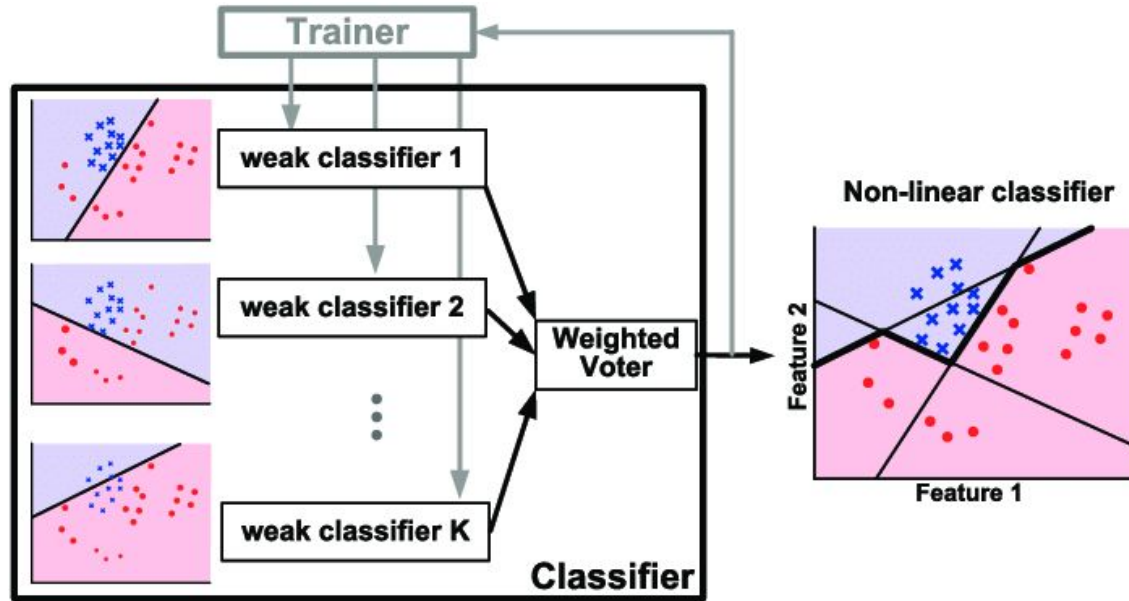 Trainer
weak classifier 1
weak classifier 2
weak classifier K
Weighted
Voter
Classifier
Non-linear classifier
Feature 2
Feature 1